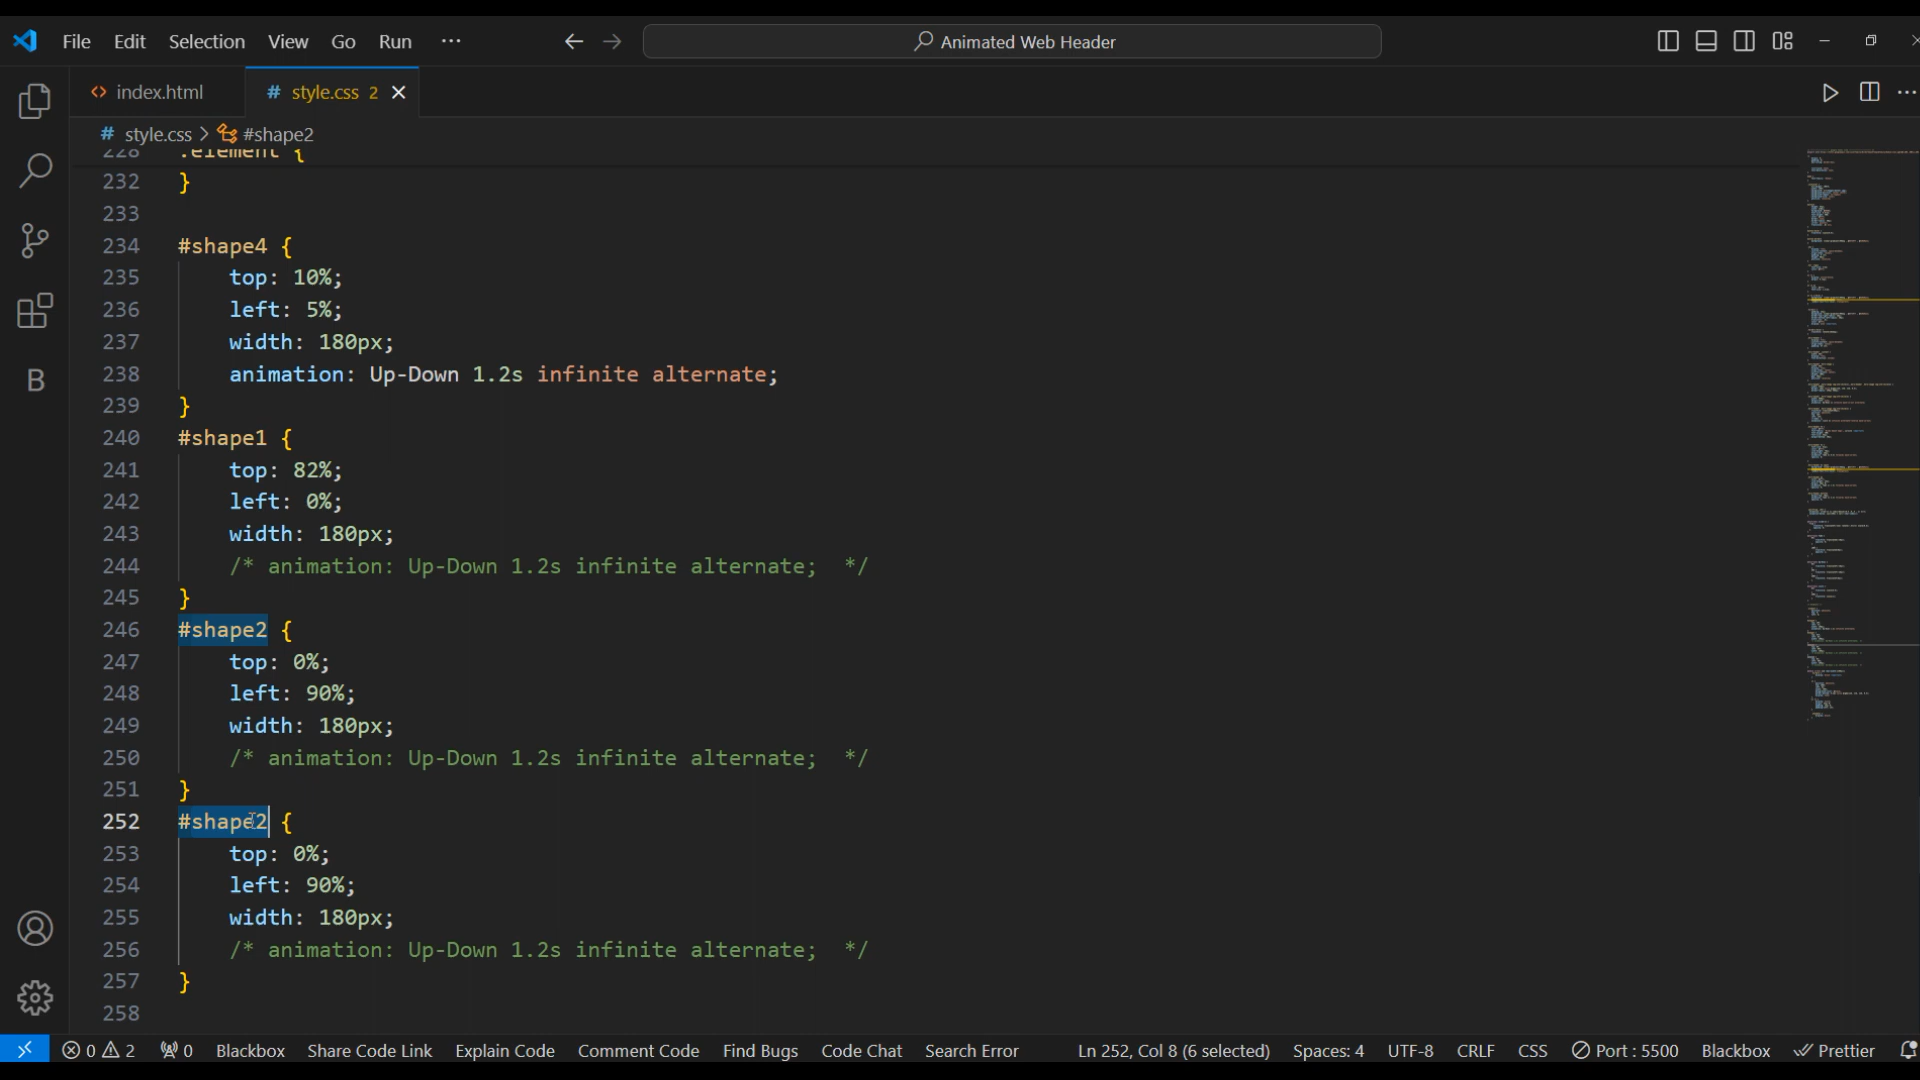 File Edit Selection View Go Run ··· Animated Web Header
index.html # style.css 2
# style.css > #shape2
228 .element {
232 }
233
234 #shape4 {
235 top: 10%;
236 left: 5%;
237 width: 180px;
238 animation: Up-Down 1.2s infinite alternate;
239 }
240 #shape1 {
241 top: 82%;
242 left: 0%;
243 width: 180px;
244 /* animation: Up-Down 1.2s infinite alternate;  */
245 }
246 #shape2 {
247 top: 0%;
248 left: 90%;
249 width: 180px;
250 /* animation: Up-Down 1.2s infinite alternate;  */
251 }
252 #shape2 {
253 top: 0%;
254 left: 90%;
255 width: 180px;
256 /* animation: Up-Down 1.2s infinite alternate;  */
257 }
258
B
0 2 0 Blackbox Share Code Link Explain Code Comment Code Find Bugs Code Chat Search Error Ln 252, Col 8 (6 selected) Spaces: 4 UTF-8 CRLF CSS Port : 5500 Blackbox Prettier